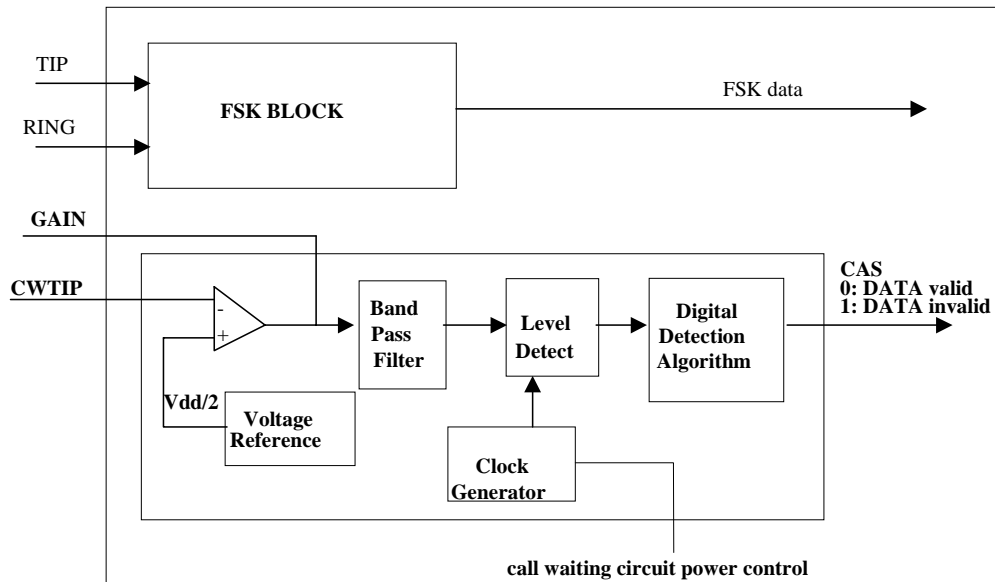 TIP
FSK BLOCK
FSK data
RING
GAIN
CWTIP
-
+
Vdd/2
Voltage
Reference
Band
Pass
Filter
Level
Detect
Clock
Generator
Digital
Detection
Algorithm
CAS
0: DATA valid
1: DATA invalid
call waiting circuit power control